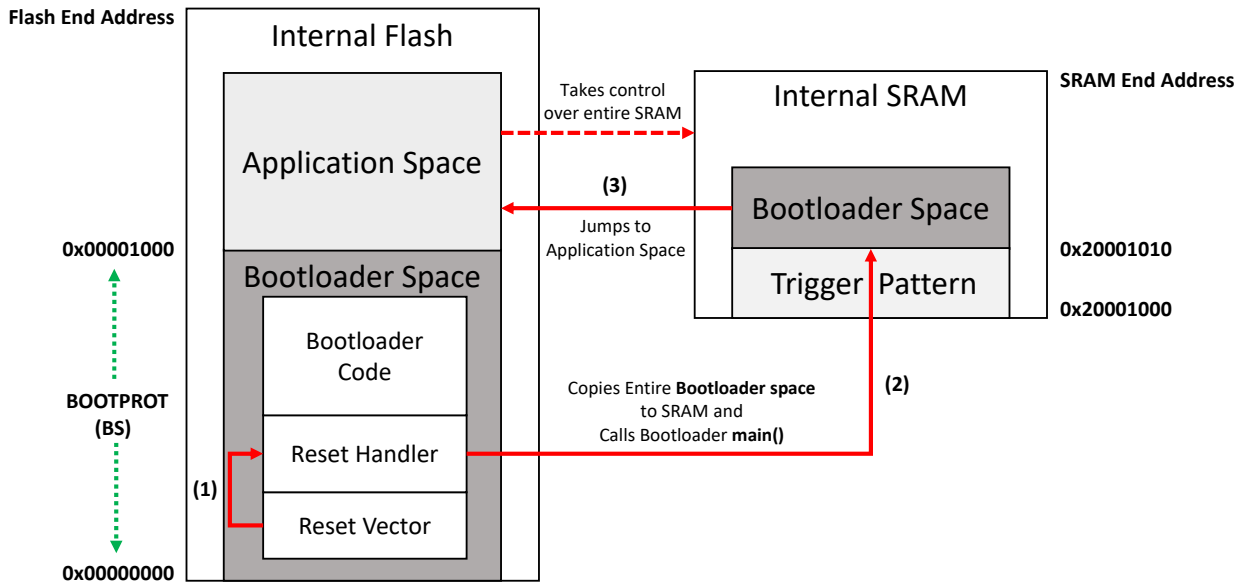 Flash End Address
Internal Flash
Application Space
0x00001000
Bootloader Space
Bootloader
Code
BOOTPROT
(BS)
Reset Handler
(1)
Reset Vector
0x00000000
Takes control
over entire SRAM
(3)
Jumps to
Application Space
Copies Entire Bootloader space
to SRAM and
Calls Bootloader main()
(2)
Internal SRAM
SRAM End Address
Bootloader Space
0x20001010
Trigger Pattern
0x20001000